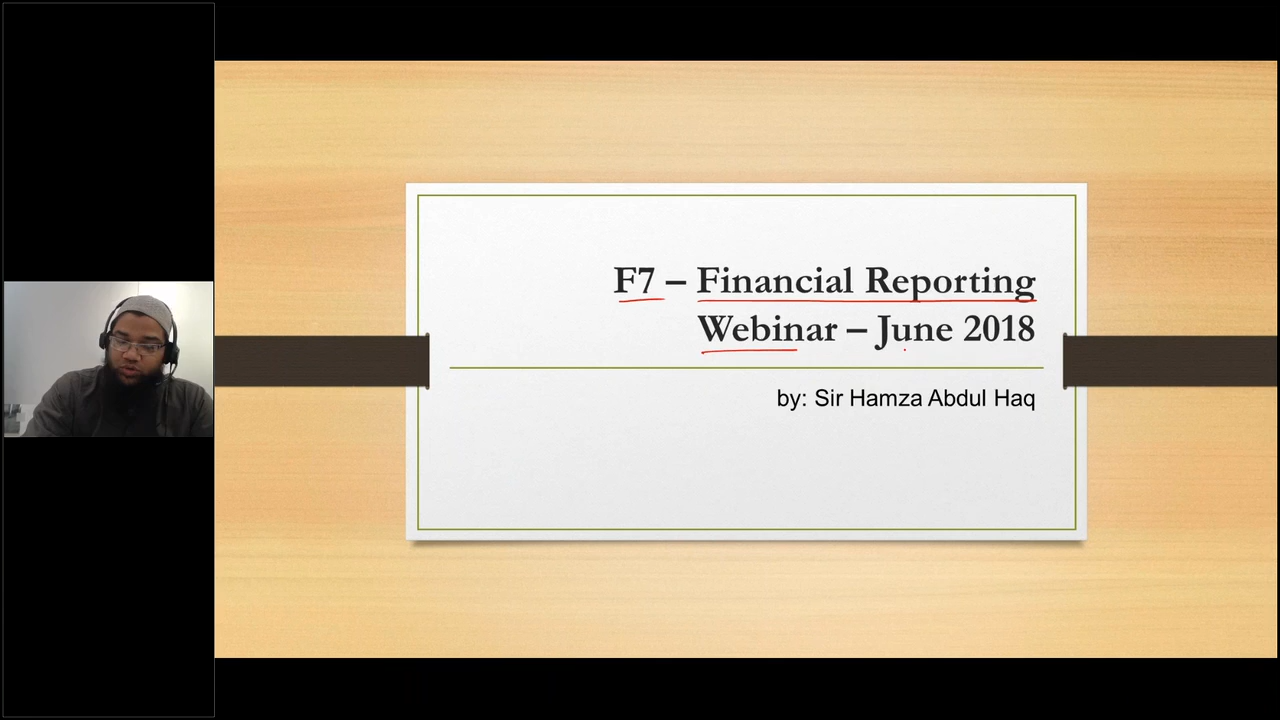 F7 – Financial Reporting
Webinar – June 2018
by: Sir Hamza Abdul Haq